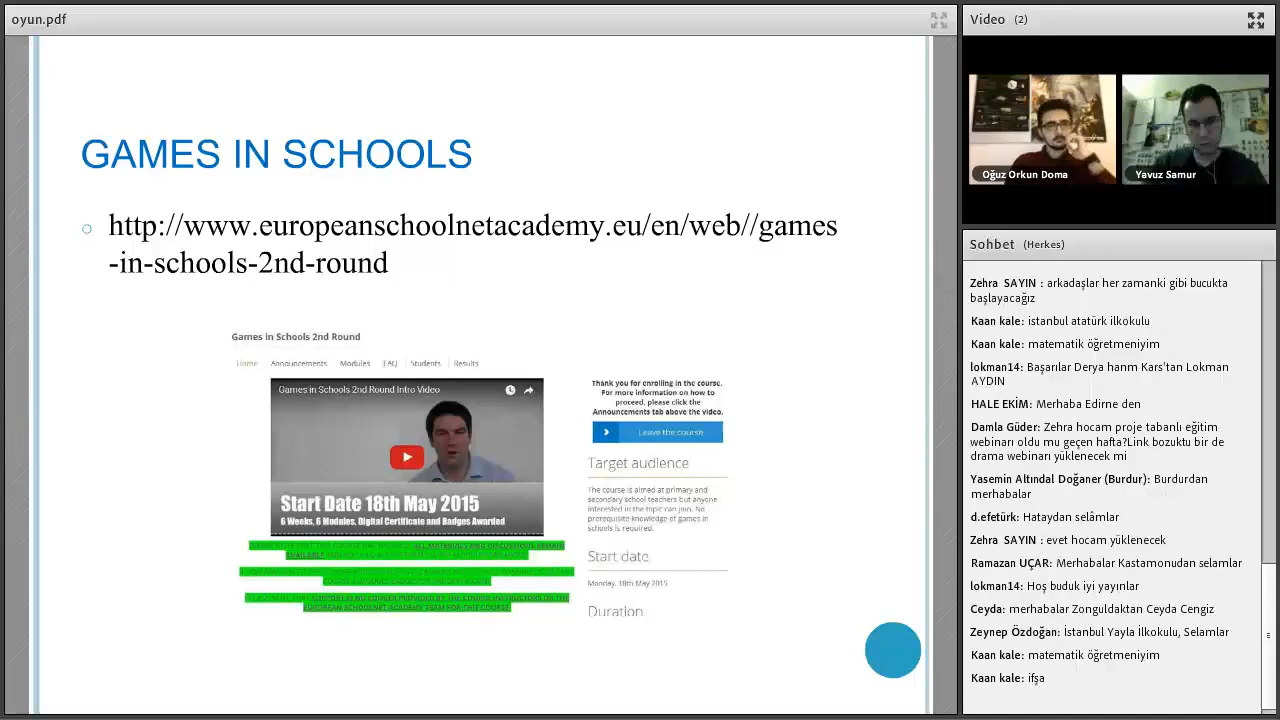 oyun.pdf
GAMES IN SCHOOLS
http://www.europeanschoolnetacademy.eu/en/web//games
-in-schools-2nd-round
Games in Schools 2nd Round
Home Announcements Modules FAQ Students Results
Games in Schools 2nd Round Intro Video
Start Date 18th May 2015
6 Weeks, 6 Modules, Digital Certificate and Badges Awarded
Thank you for enrolling in the course.
For more information on how to
proceed, please click the
Announcements tab above the video.
Leave the course
Target audience
The course is aimed at primary and
secondary school teachers but anyone
interested in the topic can join. No
prerequisite knowledge of games in
schools is required.
Start date
Monday, 18th May 2015
Duration
Video (2)
Oğuz Orkun Doma
Yavuz Samur
Sohbet (Herkes)
Zehra SAYIN : arkadaşlar her zamanki gibi bucukta
başlayacağız
Kaan kale: istanbul atatürk ilkokulu
Kaan kale: matematik öğretmeniyim
lokman14: Başarılar Derya hanm Kars'tan Lokman
AYDIN
HALE EKİM: Merhaba Edirne den
Damla Güder: Zehra hocam proje tabanlı eğitim
webinarı oldu mu geçen hafta?Link bozuktu bir de
drama webinarı yüklenecek mi
Yasemin Altındal Doğaner (Burdur): Burdurdan
merhabalar
d.efetürk: Hataydan selâmlar
Zehra SAYIN : evet hocam yüklenecek
Ramazan UÇAR: Merhabalar Kastamonudan selamlar
lokman14: Hoş buduk iyi yayınlar
Ceyda: merhabalar Zonguldaktan Ceyda Cengiz
Zeynep Özdoğan: İstanbul Yayla İlkokulu, Selamlar
Kaan kale: matematik öğretmeniyim
Kaan kale: ifşa